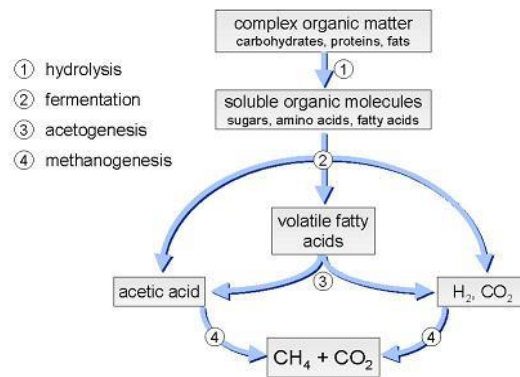 complex organic matter
carbohydrates, proteins, fats
① hydrolysis
② fermentation
③ acetogenesis
④ methanogenesis
①
soluble organic molecules
sugars, amino acids, fatty acids
②
volatile fatty
acids
③
acetic acid
H₂, CO₂
④
④
CH₄ + CO₂